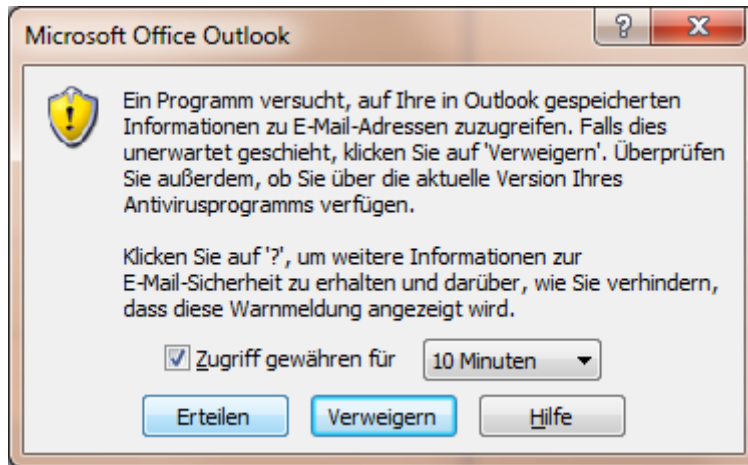 Microsoft Office Outlook
Ein Programm versucht, auf Ihre in Outlook gespeicherten
Informationen zu E-Mail-Adressen zuzugreifen. Falls dies
unerwartet geschieht, klicken Sie auf 'Verweigern'. Überprüfen
Sie außerdem, ob Sie über die aktuelle Version Ihres
Antivirusprogramms verfügen.
Klicken Sie auf '?', um weitere Informationen zur
E-Mail-Sicherheit zu erhalten und darüber, wie Sie verhindern,
dass diese Warnmeldung angezeigt wird.
Zugriff gewähren für 10 Minuten
Erteilen Verweigern Hilfe